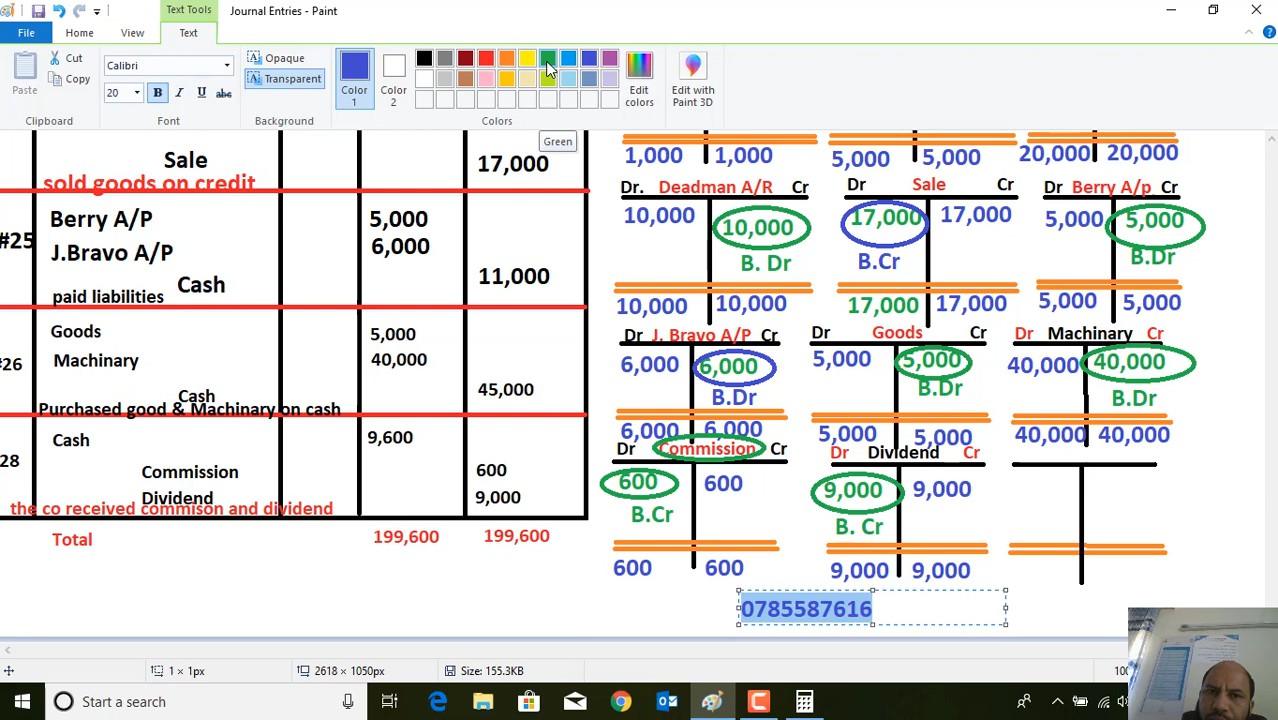 Text Tools
Journal Entries - Paint
File
Home
View
Text
Paste
Cut
Copy
Clipboard
Calibri
20
B I U abc
Font
Opaque
Transparent
Background
Color 1
Color 2
Edit colors
Edit with Paint 3D
Colors
Green
Sale 17,000
sold goods on credit
#25 Berry A/P 5,000
J.Bravo A/P 6,000
Cash 11,000
paid liabilities
#26 Goods 5,000
Machinary 40,000
Cash 45,000
Purchased good & Machinary on cash
28 Cash 9,600
Commission 600
Dividend 9,000
the co received commison and dividend
Total 199,600 199,600
1,000 1,000
5,000 5,000
20,000 20,000
Dr. Deadman A/R Cr
10,000 10,000
B. Dr
10,000 10,000
Dr Sale Cr
17,000 17,000
B.Cr
17,000 17,000
Dr Berry A/p Cr
5,000 5,000
B.Dr
5,000 5,000
Dr J. Bravo A/P Cr
6,000 6,000
B.Dr
6,000 6,000
Dr Goods Cr
5,000 5,000
B.Dr
5,000 5,000
Dr Machinary Cr
40,000 40,000
B.Dr
40,000 40,000
Dr Commission Cr
600 600
B.Cr
600 600
Dr Dividend Cr
9,000 9,000
B. Cr
9,000 9,000
0785587616
1 × 1px
2618 × 1050px
Size: 155.3KB
100
Start a search